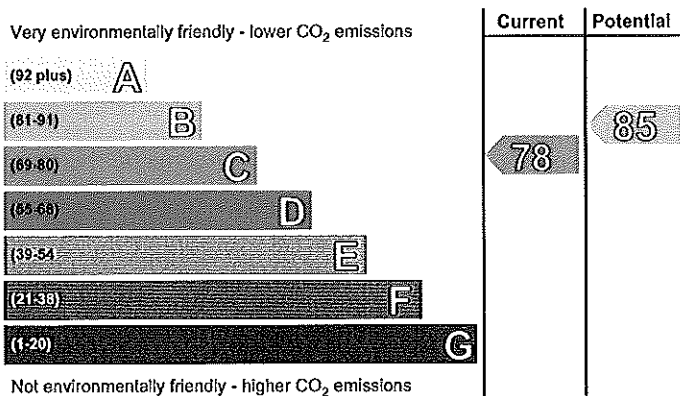 Current Potential
Very environmentally friendly - lower CO₂ emissions
(92 plus) A
(81-91) B
85
(69-80) C
78
(55-68) D
(39-54 E
(21-38) F
(1-20) G
Not environmentally friendly - higher CO₂ emissions